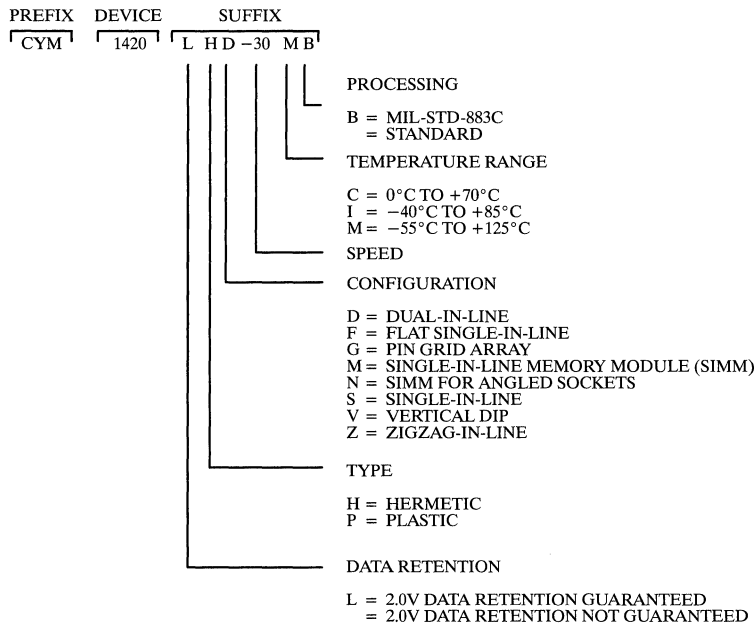 PREFIX DEVICE SUFFIX
CYM 1420 L H D −30 M B
PROCESSING
B = MIL-STD-883C
= STANDARD
TEMPERATURE RANGE
C = 0°C TO +70°C
I = −40°C TO +85°C
M = −55°C TO +125°C
SPEED
CONFIGURATION
D = DUAL-IN-LINE
F = FLAT SINGLE-IN-LINE
G = PIN GRID ARRAY
M = SINGLE-IN-LINE MEMORY MODULE (SIMM)
N = SIMM FOR ANGLED SOCKETS
S = SINGLE-IN-LINE
V = VERTICAL DIP
Z = ZIGZAG-IN-LINE
TYPE
H = HERMETIC
P = PLASTIC
DATA RETENTION
L = 2.0V DATA RETENTION GUARANTEED
= 2.0V DATA RETENTION NOT GUARANTEED